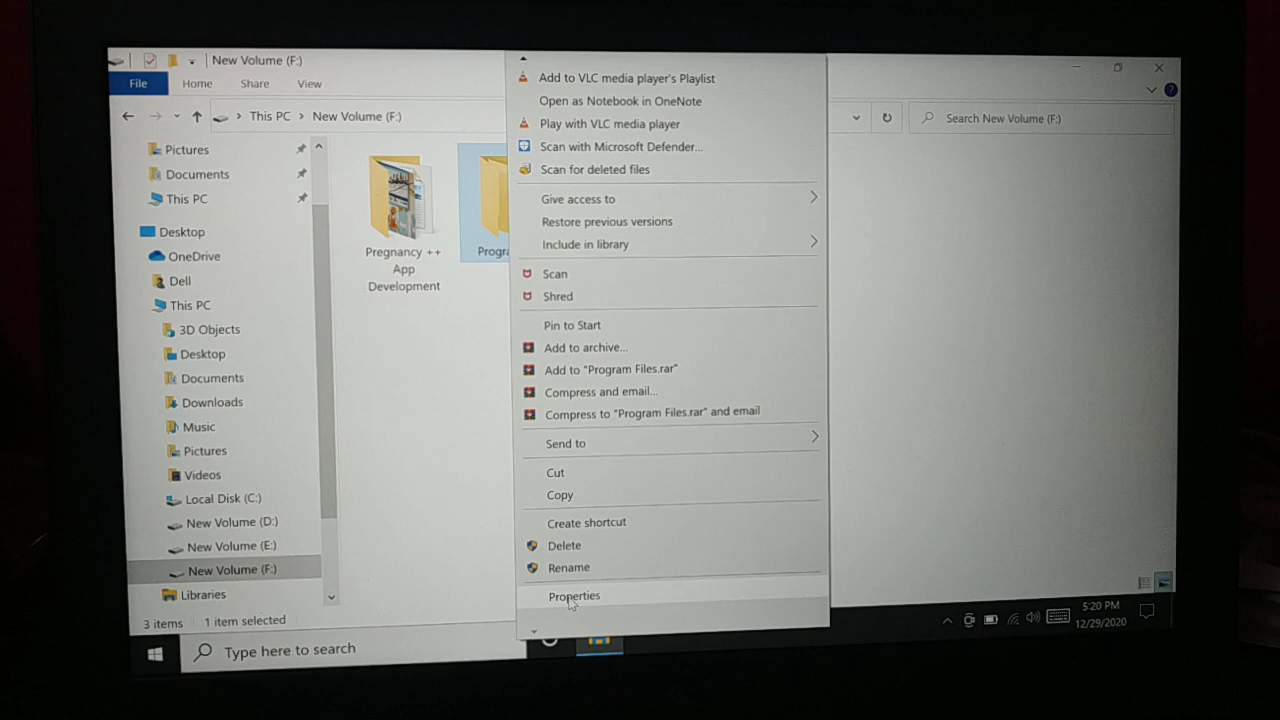 New Volume (F:)
File
Home
Share
View
This PC
New Volume (F:)
Search New Volume (F:)
Pictures
Documents
This PC
Desktop
OneDrive
Dell
This PC
3D Objects
Desktop
Documents
Downloads
Music
Pictures
Videos
Local Disk (C:)
New Volume (D:)
New Volume (E:)
New Volume (F:)
Libraries
3 items
1 item selected
Pregnancy ++
App
Development
Progra
Add to VLC media player's Playlist
Open as Notebook in OneNote
Play with VLC media player
Scan with Microsoft Defender...
Scan for deleted files
Give access to
Restore previous versions
Include in library
Scan
Shred
Pin to Start
Add to archive...
Add to "Program Files.rar"
Compress and email...
Compress to "Program Files.rar" and email
Send to
Cut
Copy
Create shortcut
Delete
Rename
Properties
Type here to search
5:20 PM
12/29/2020